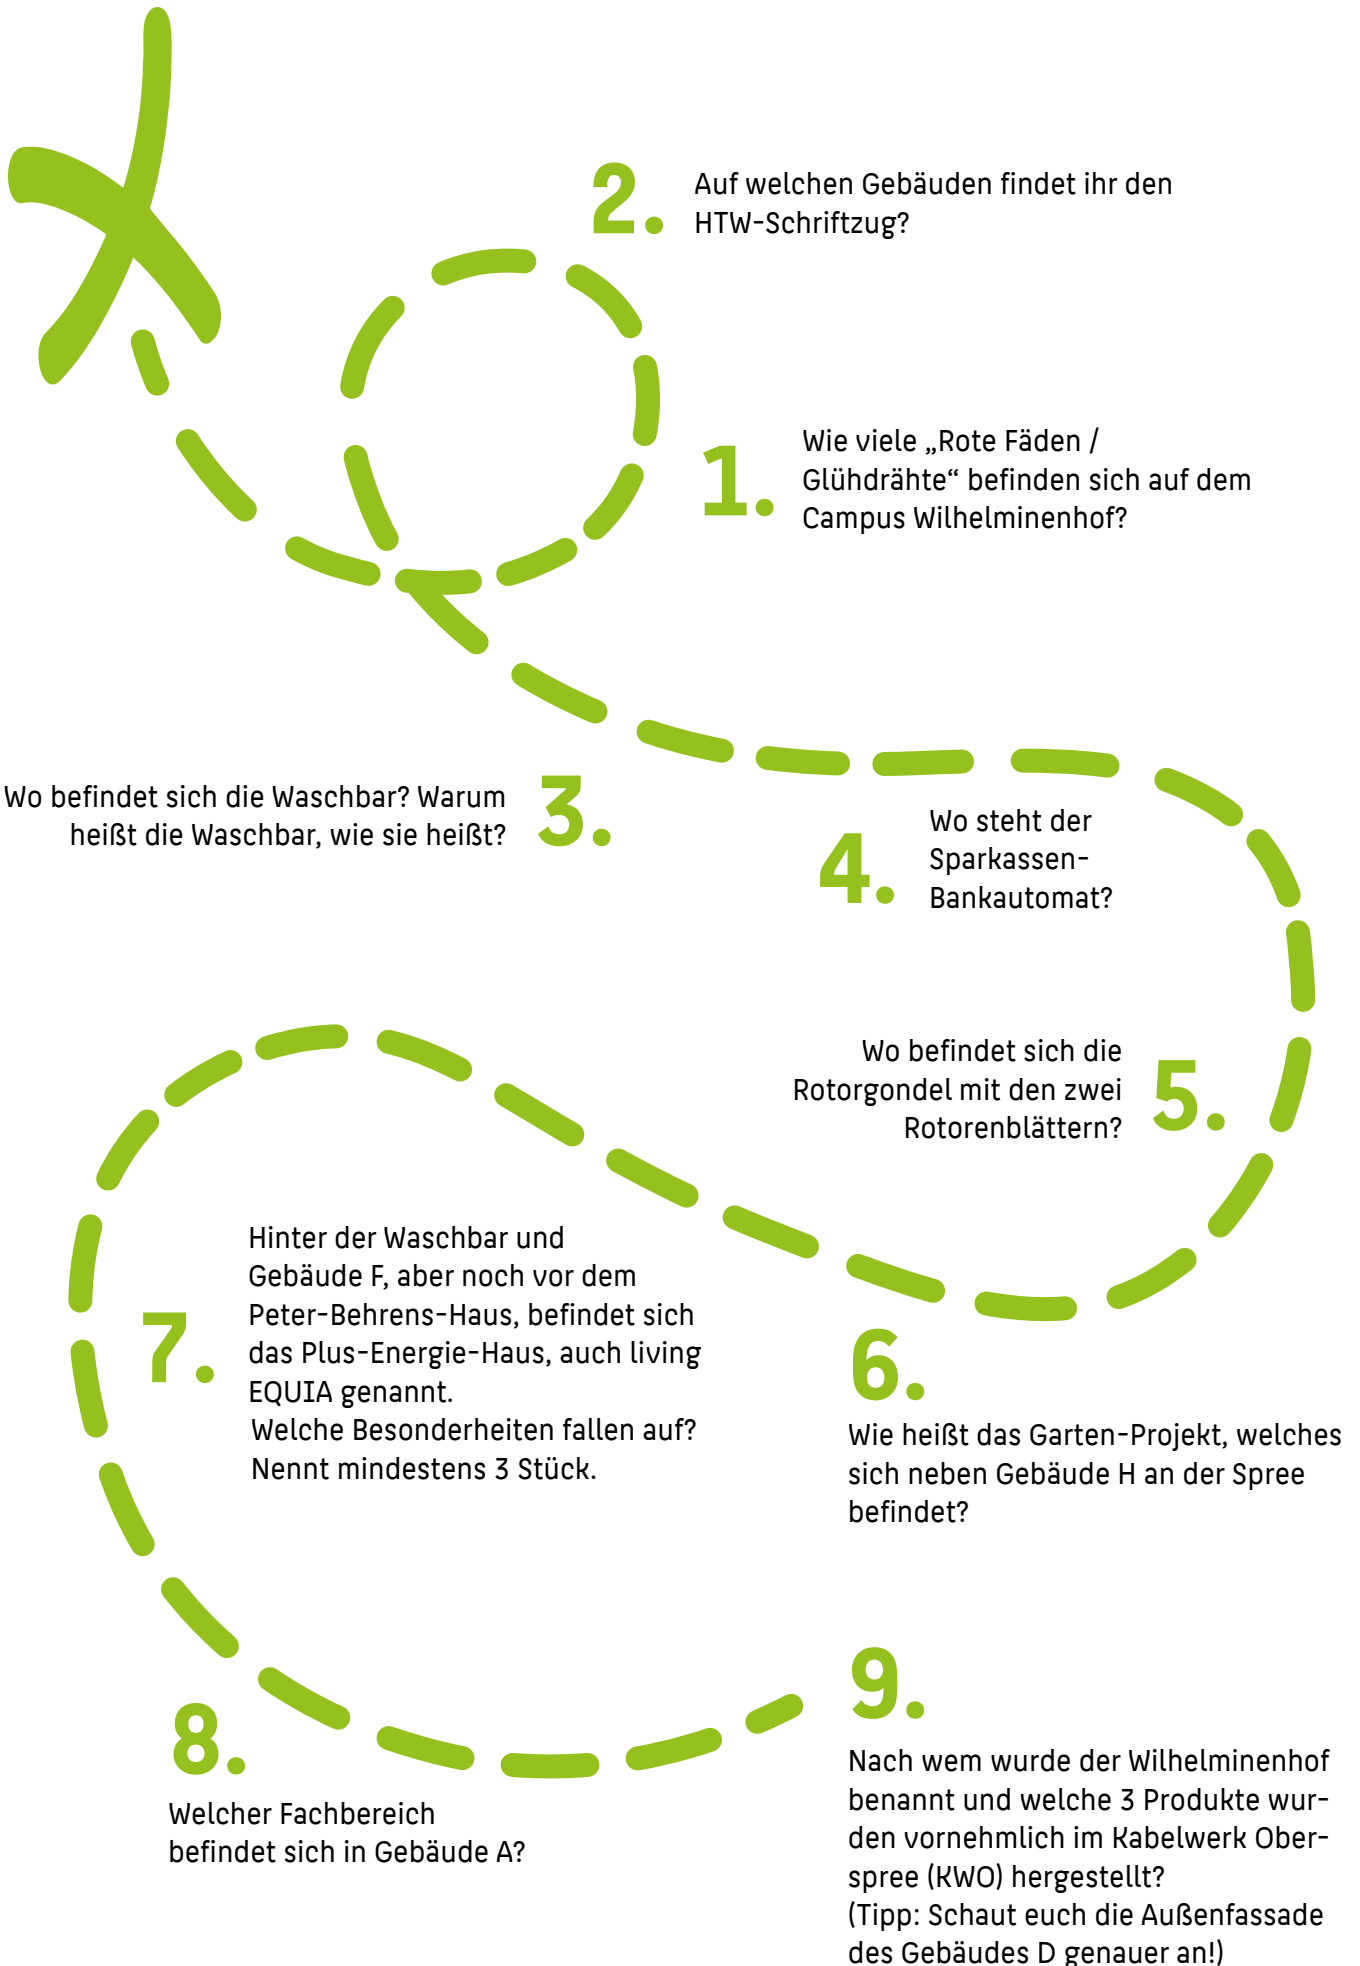 2.
Auf welchen Gebäuden findet ihr den
HTW-Schriftzug?
1.
Wie viele „Rote Fäden /
Glühdrähte“ befinden sich auf dem
Campus Wilhelminenhof?
Wo befindet sich die Waschbar? Warum
heißt die Waschbar, wie sie heißt?
3.
4.
Wo steht der
Sparkassen-
Bankautomat?
Wo befindet sich die
Rotorgondel mit den zwei
Rotorenblättern?
5.
7.
Hinter der Waschbar und
Gebäude F, aber noch vor dem
Peter-Behrens-Haus, befindet sich
das Plus-Energie-Haus, auch living
EQUIA genannt.
Welche Besonderheiten fallen auf?
Nennt mindestens 3 Stück.
6.
Wie heißt das Garten-Projekt, welches
sich neben Gebäude H an der Spree
befindet?
8.
Welcher Fachbereich
befindet sich in Gebäude A?
9.
Nach wem wurde der Wilhelminenhof
benannt und welche 3 Produkte wur-
den vornehmlich im Kabelwerk Ober-
spree (KWO) hergestellt?
(Tipp: Schaut euch die Außenfassade
des Gebäudes D genauer an!)